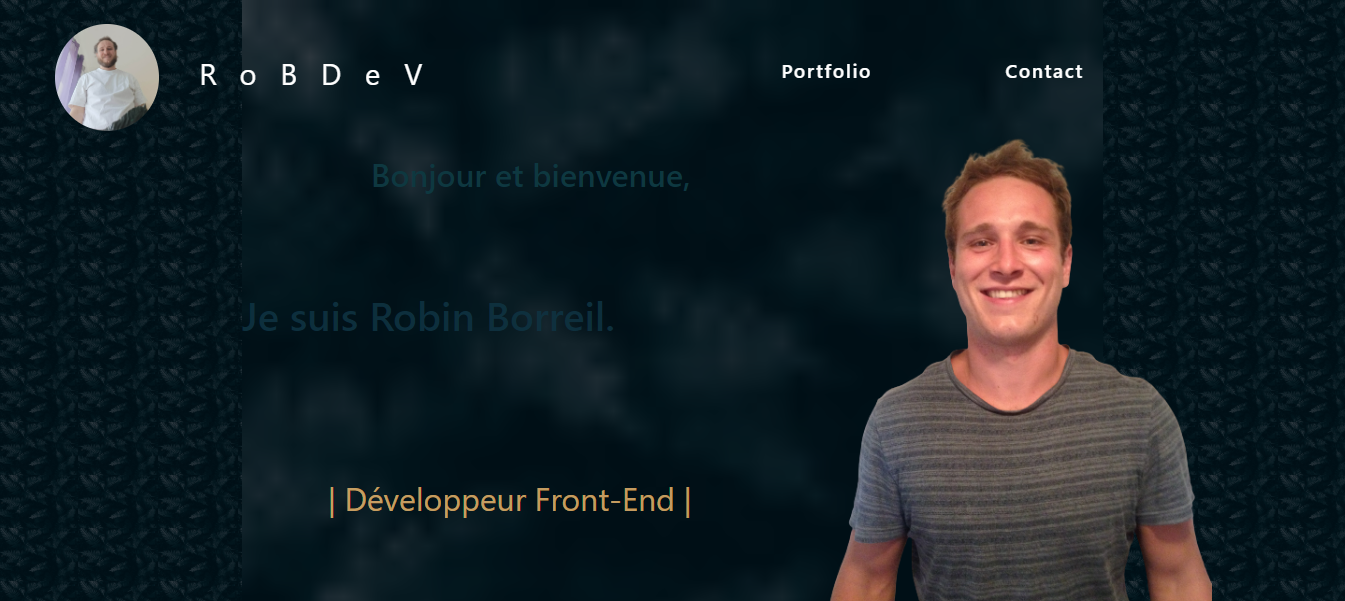 R o B D e V
Portfolio
Contact
Bonjour et bienvenue,
Je suis Robin Borreil.
| Développeur Front-End |